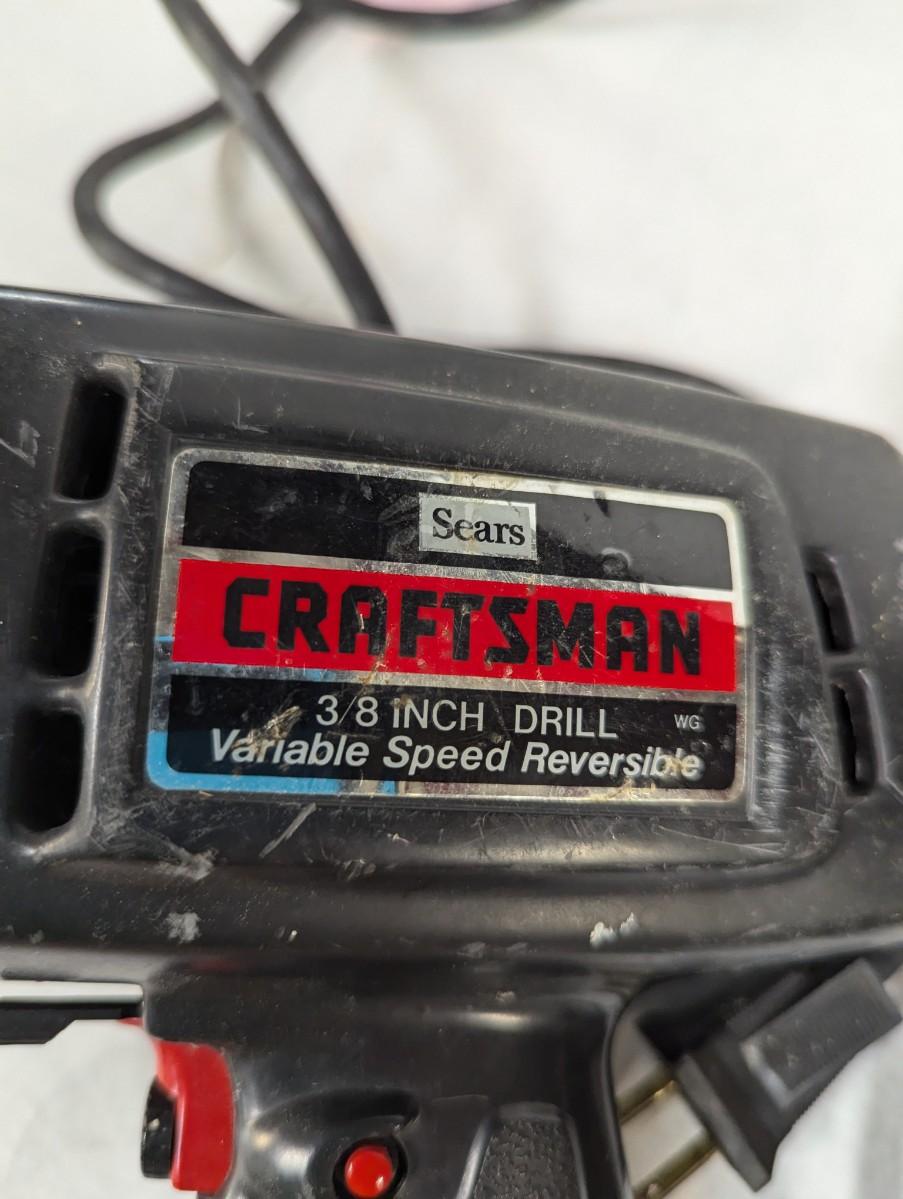 Sears
CRAFTSMAN
3/8 INCH DRILL WG
Variable Speed Reversible